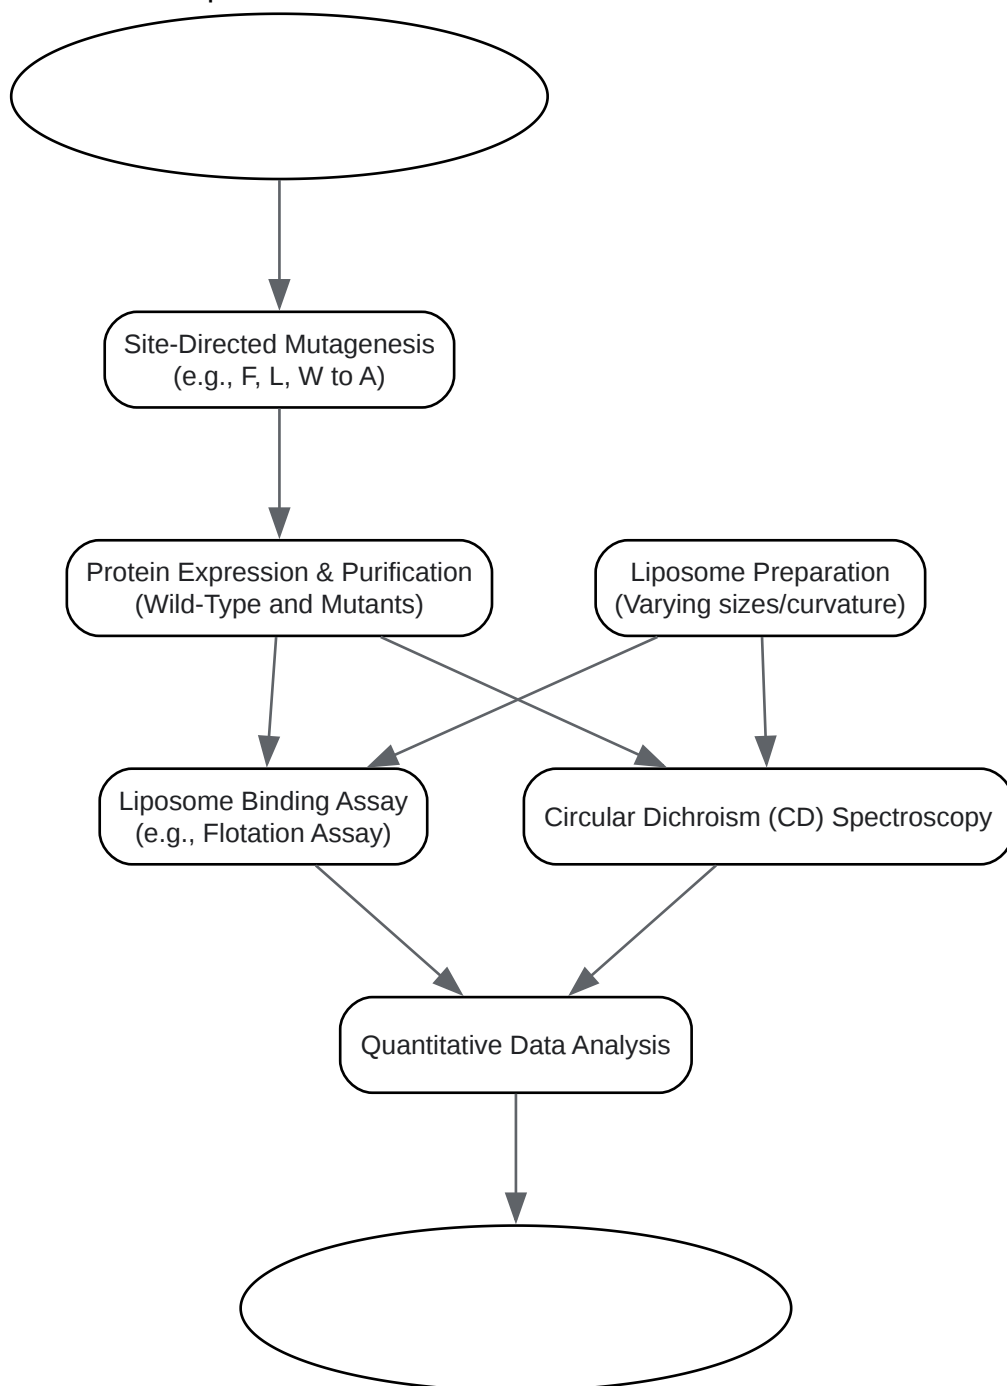 Site-Directed Mutagenesis
(e.g., F, L, W to A)
Protein Expression & Purification
(Wild-Type and Mutants)
Liposome Preparation
(Varying sizes/curvature)
Liposome Binding Assay
(e.g., Flotation Assay)
Circular Dichroism (CD) Spectroscopy
Quantitative Data Analysis